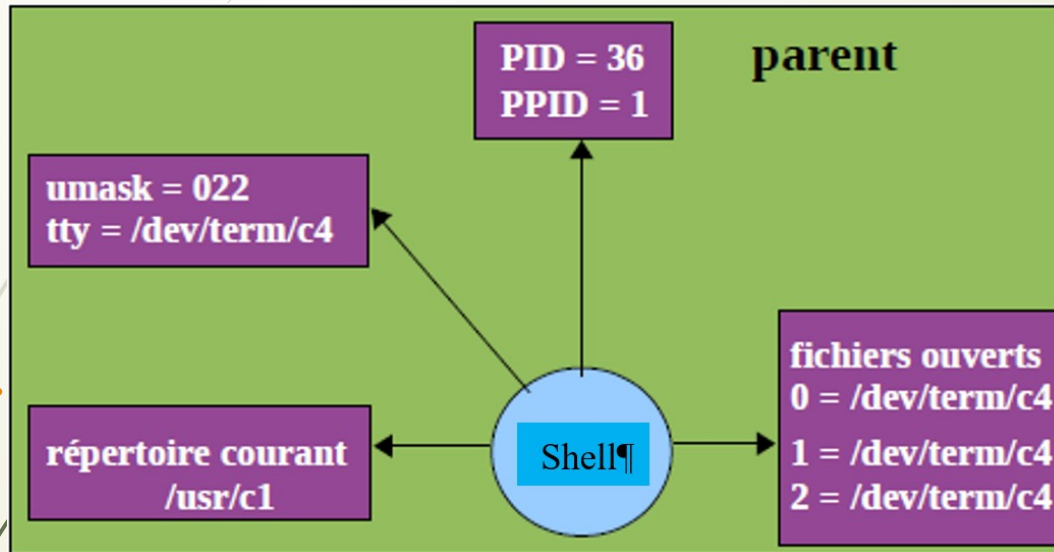 PID = 36
PPID = 1
parent
umask = 022
tty = /dev/term/c4
fichiers ouverts
0 = /dev/term/c4
1 = /dev/term/c4
2 = /dev/term/c4
répertoire courant
/usr/c1
Shell¶